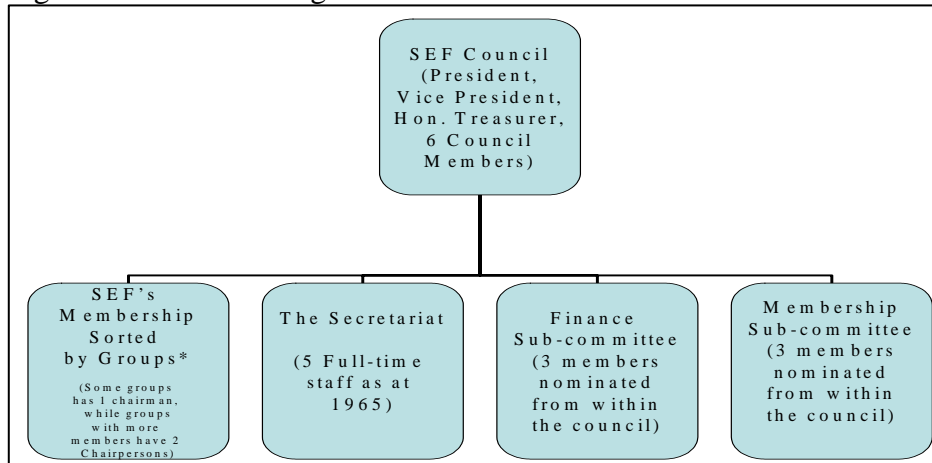 SEF Council
(President,
Vice President,
Hon. Treasurer,
6 Council
Members)
SEF's
Membership
Sorted
by Groups*
(Some groups
has 1 chairman,
while groups
with more
members have 2
Chairpersons)
The Secretariat
(5 Full-time
staff as at
1965)
Finance
Sub-committee
(3 members
nominated
from within
the council)
Membership
Sub-committee
(3 members
nominated
from within
the council)